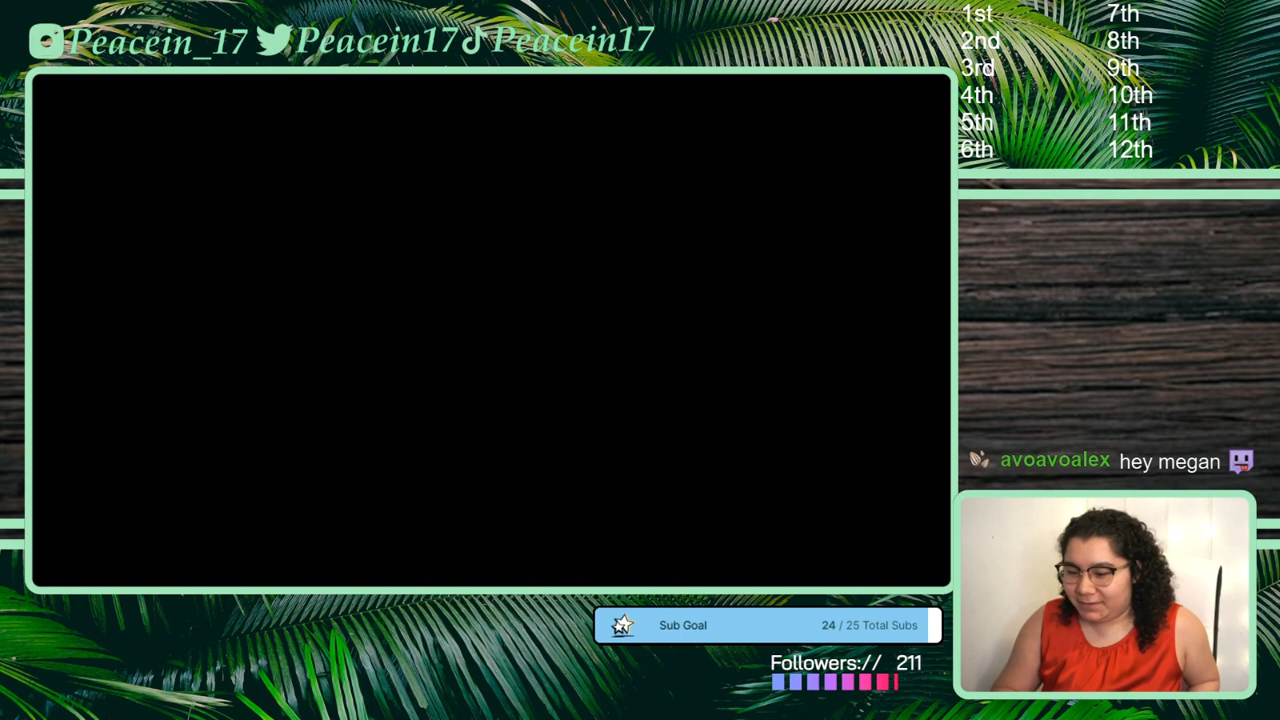 Peacein_17 Peacein17 Peacein17
1st 7th
2nd 8th
3rd 9th
4th 10th
5th 11th
6th 12th
avoavoalex hey megan
Sub Goal 24 / 25 Total Subs
Followers:// 211